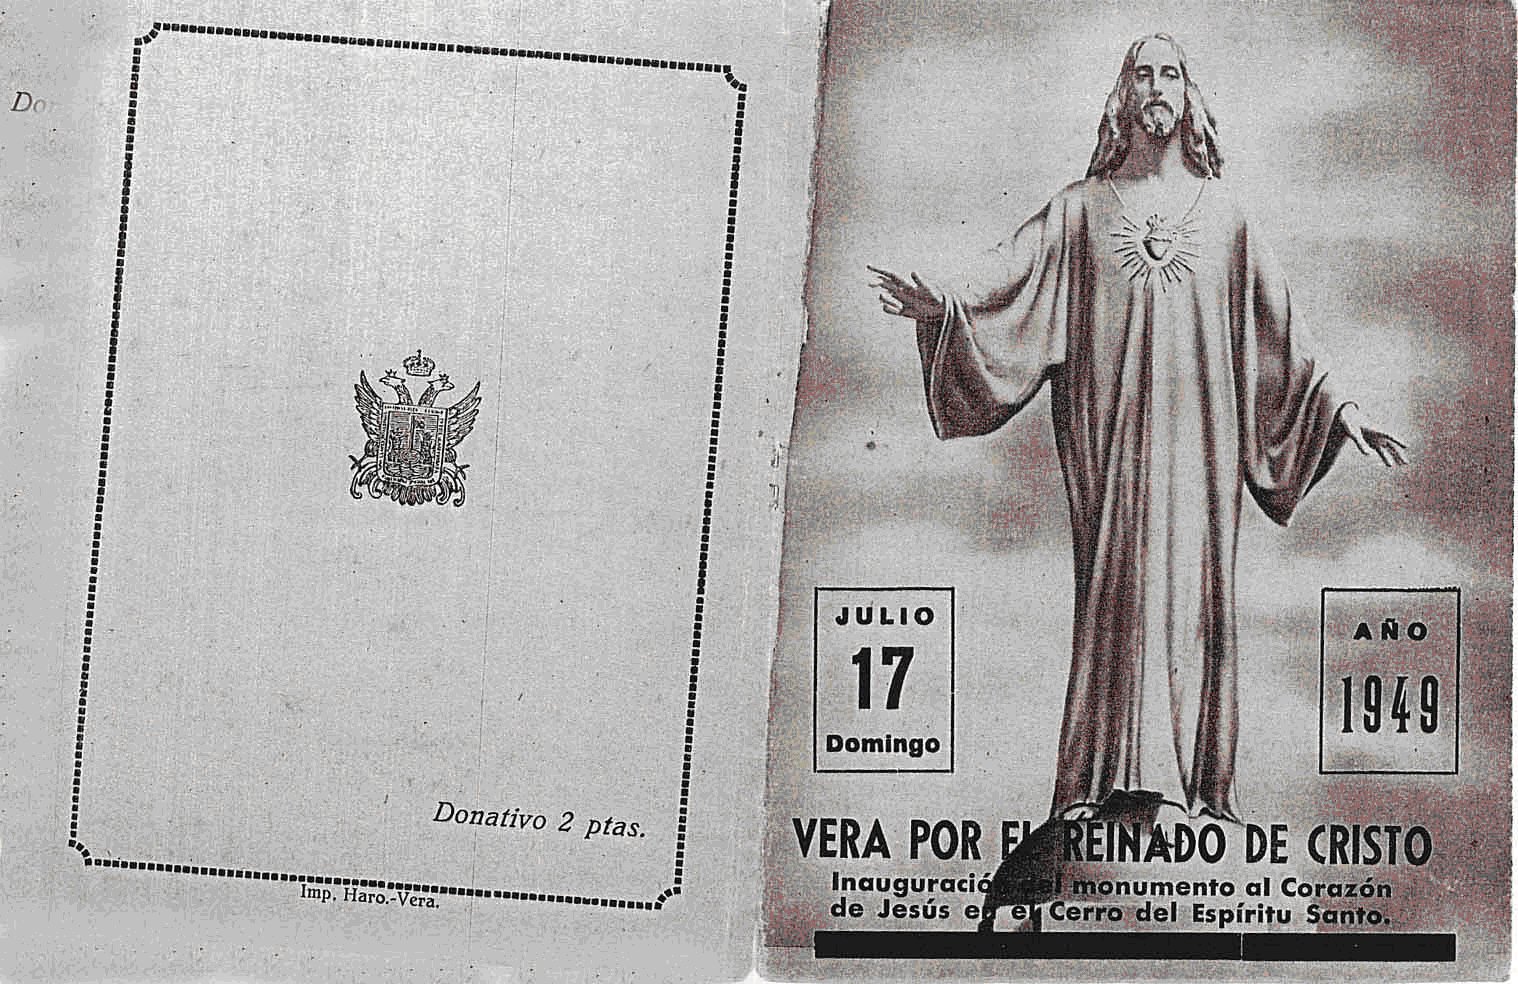 Donativo 2 ptas.
Imp. Haro.-Vera.
JULIO
17
Domingo
AÑO
1949
VERA POR EL REINADO DE CRISTO
Inauguración del monumento al Corazón
de Jesús en el Cerro del Espíritu Santo.